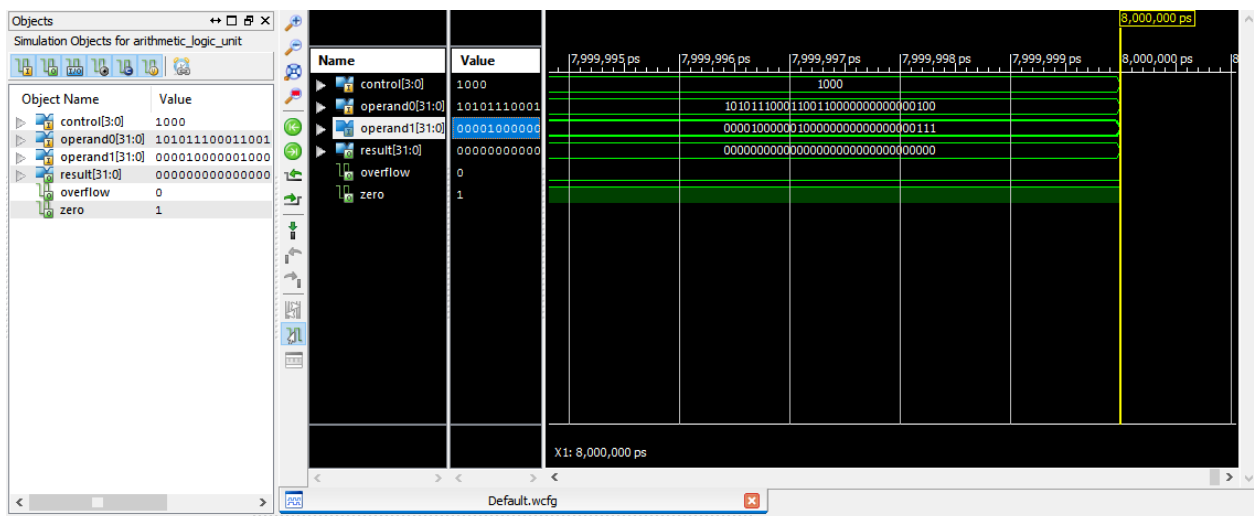 Objects
Simulation Objects for arithmetic_logic_unit
Object Name Value
control[3:0] 1000
operand0[31:0] 101011100011001
operand1[31:0] 000010000001000
result[31:0] 000000000000000
overflow 0
zero 1
8,000,000 ps
Name Value
7,999,995 ps 7,999,996 ps 7,999,997 ps 7,999,998 ps 7,999,999 ps 8,000,000 ps 8
control[3:0] 1000 1000
operand0[31:0] 10101110001 10101110001100110000000000000100
operand1[31:0] 00001000000 00001000000100000000000000000111
result[31:0] 00000000000 00000000000000000000000000000000
overflow 0
zero 1
X1: 8,000,000 ps
Default.wcfg